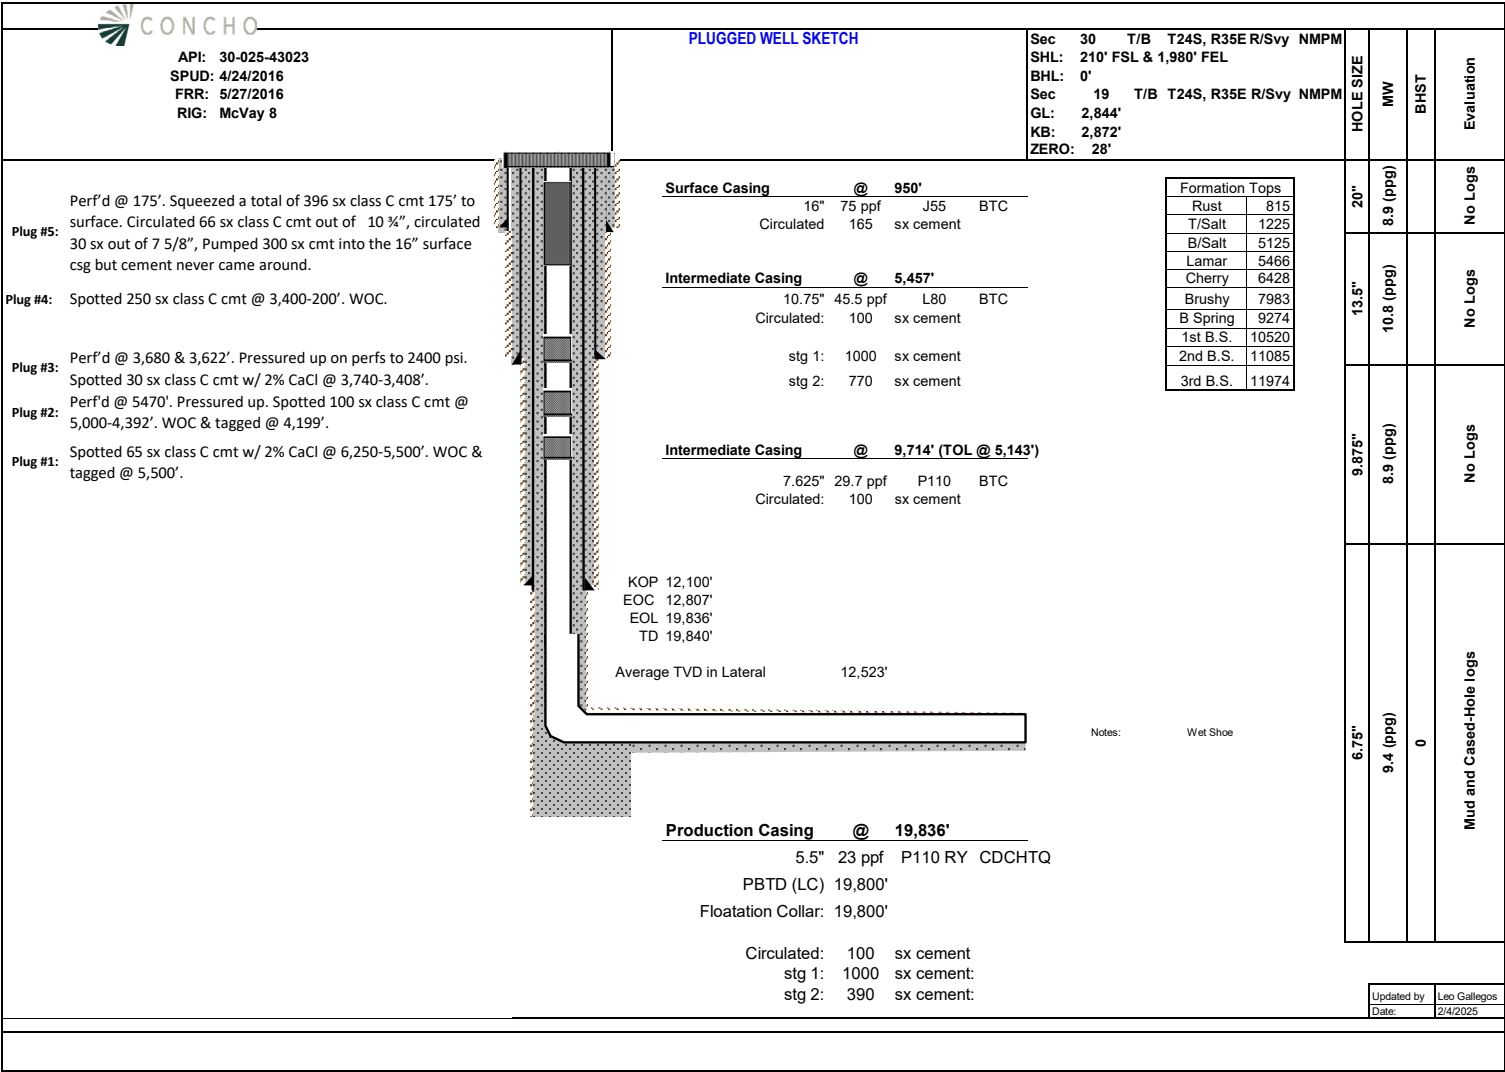 CONCHO
API: 30-025-43023
SPUD: 4/24/2016
FRR: 5/27/2016
RIG: McVay 8
PLUGGED WELL SKETCH
Sec 30 T/B T24S, R35E R/Svy NMPM
SHL: 210' FSL & 1,980' FEL
BHL: 0'
Sec 19 T/B T24S, R35E R/Svy NMPM
GL: 2,844'
KB: 2,872'
ZERO: 28'
HOLE SIZE
MW
BHST
Evaluation
Plug #5: Perf’d @ 175’. Squeezed a total of 396 sx class C cmt 175’ to
surface. Circulated 66 sx class C cmt out of 10 ¾”, circulated
30 sx out of 7 5/8”, Pumped 300 sx cmt into the 16” surface
csg but cement never came around.
Plug #4: Spotted 250 sx class C cmt @ 3,400-200’. WOC.
Plug #3: Perf’d @ 3,680 & 3,622’. Pressured up on perfs to 2400 psi.
Spotted 30 sx class C cmt w/ 2% CaCl @ 3,740-3,408’.
Plug #2: Perf'd @ 5470'. Pressured up. Spotted 100 sx class C cmt @
5,000-4,392’. WOC & tagged @ 4,199’.
Plug #1: Spotted 65 sx class C cmt w/ 2% CaCl @ 6,250-5,500’. WOC &
tagged @ 5,500’.
Surface Casing @ 950'
16" 75 ppf J55 BTC
Circulated 165 sx cement
Intermediate Casing @ 5,457'
10.75" 45.5 ppf L80 BTC
Circulated: 100 sx cement
stg 1: 1000 sx cement
stg 2: 770 sx cement
Intermediate Casing @ 9,714' (TOL @ 5,143')
7.625" 29.7 ppf P110 BTC
Circulated: 100 sx cement
KOP 12,100'
EOC 12,807'
EOL 19,836'
TD 19,840'
Average TVD in Lateral 12,523'
Notes: Wet Shoe
Production Casing @ 19,836'
5.5" 23 ppf P110 RY CDCHTQ
PBTD (LC) 19,800'
Floatation Collar: 19,800'
Circulated: 100 sx cement
stg 1: 1000 sx cement:
stg 2: 390 sx cement:
Formation Tops
Rust 815
T/Salt 1225
B/Salt 5125
Lamar 5466
Cherry 6428
Brushy 7983
B Spring 9274
1st B.S. 10520
2nd B.S. 11085
3rd B.S. 11974
20" 8.9 (ppg) No Logs
13.5" 10.8 (ppg) No Logs
9.875" 8.9 (ppg) No Logs
6.75" 9.4 (ppg) 0 Mud and Cased-Hole logs
Updated by Leo Gallegos
Date: 2/4/2025